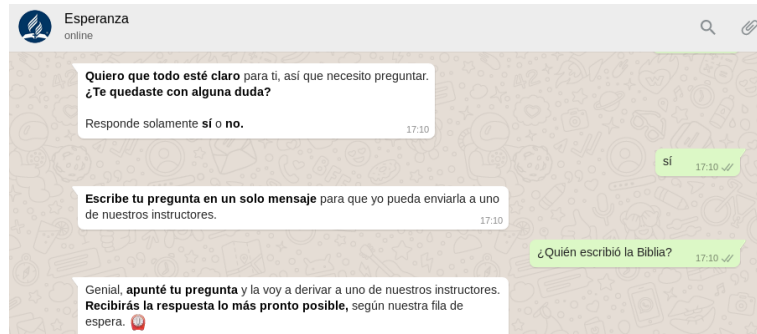 Esperanza
online
Quiero que todo esté claro para ti, así que necesito preguntar.
¿Te quedaste con alguna duda?
Responde solamente sí o no.
17:10
sí
17:10
Escribe tu pregunta en un solo mensaje para que yo pueda enviarla a uno
de nuestros instructores.
17:10
¿Quién escribió la Biblia?
17:10
Genial, apunté tu pregunta y la voy a derivar a uno de nuestros instructores.
Recibirás la respuesta lo más pronto posible, según nuestra fila de
espera.